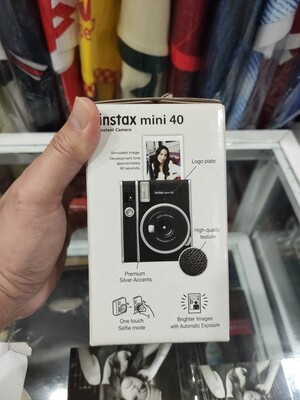 instax mini 40
Instant Camera
Simulated image
Development time
approximately
90 seconds
Logo plate
High-quality
texture
Premium
Silver Accents
One touch
Selfie mode
Brighter Images
with Automatic Exposure